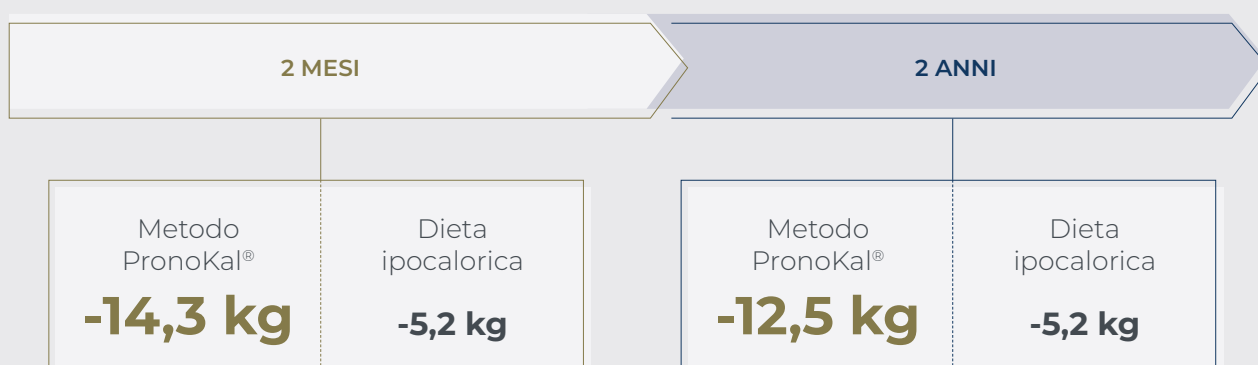 2 MESI
2 ANNI
Metodo
PronoKal®
-14,3 kg
Dieta
ipocalorica
-5,2 kg
Metodo
PronoKal®
-12,5 kg
Dieta
ipocalorica
-5,2 kg